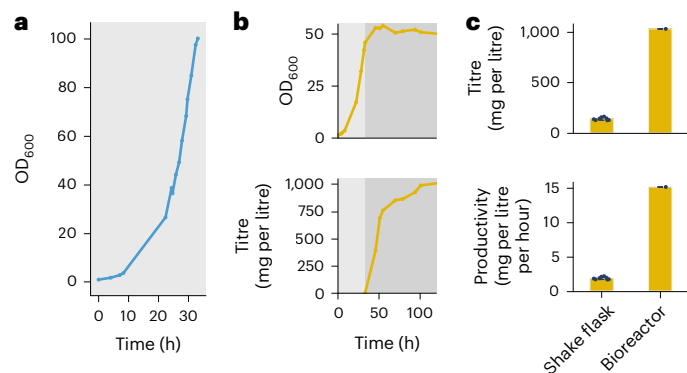 a
100
80
60
40
20
0
OD600
0 10 20 30
Time (h)
b
50
25
0
OD600
1,000
750
500
250
0
Titre
(mg per litre)
0 50 100
Time (h)
c
1,000
500
0
Titre
(mg per litre)
15
10
5
0
Productivity
(mg per litre
per hour)
Shake flask
Bioreactor